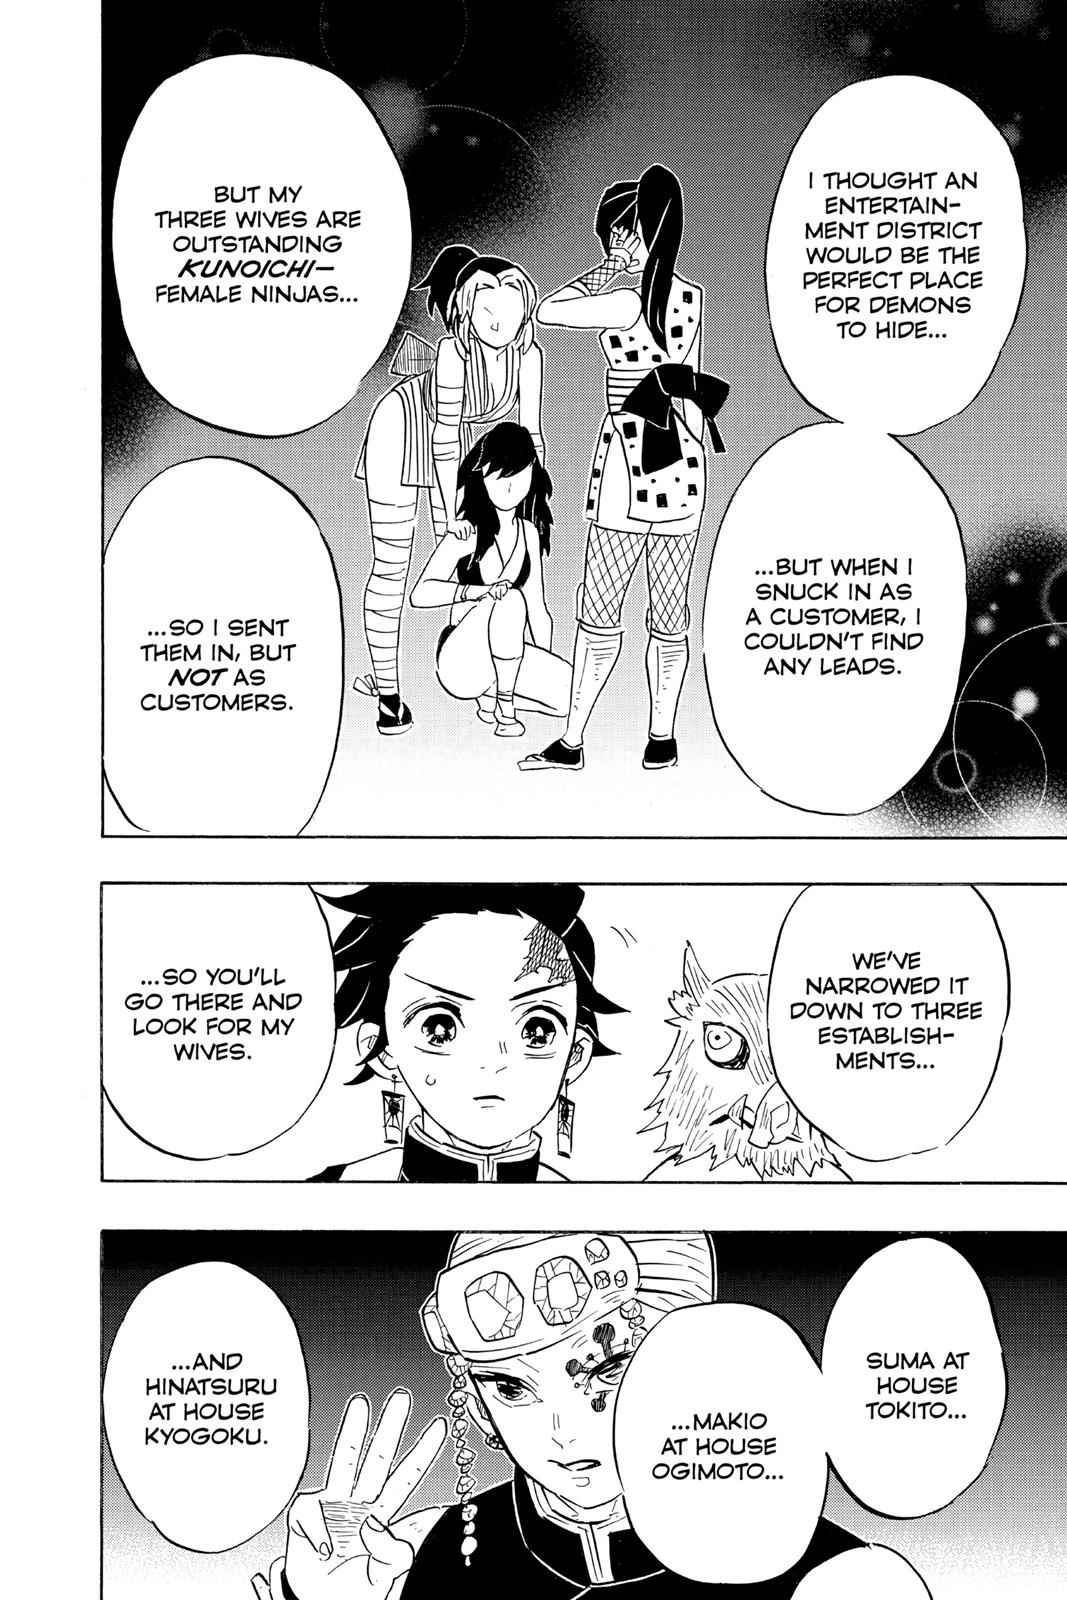 I THOUGHT AN
ENTERTAIN-
MENT DISTRICT
WOULD BE THE
PERFECT PLACE
FOR DEMONS
TO HIDE...
...BUT WHEN I
SNUCK IN AS
A CUSTOMER, I
COULDN'T FIND
ANY LEADS.
BUT MY
THREE WIVES ARE
OUTSTANDING
KUNOICHI—
FEMALE NINJAS...
...SO I SENT
THEM IN, BUT
NOT AS
CUSTOMERS.
WE'VE
NARROWED IT
DOWN TO THREE
ESTABLISH-
MENTS...
...SO YOU'LL
GO THERE AND
LOOK FOR MY
WIVES.
SUMA AT
HOUSE
TOKITO...
...MAKIO
AT HOUSE
OGIMOTO...
...AND
HINATSURU
AT HOUSE
KYOGOKU.